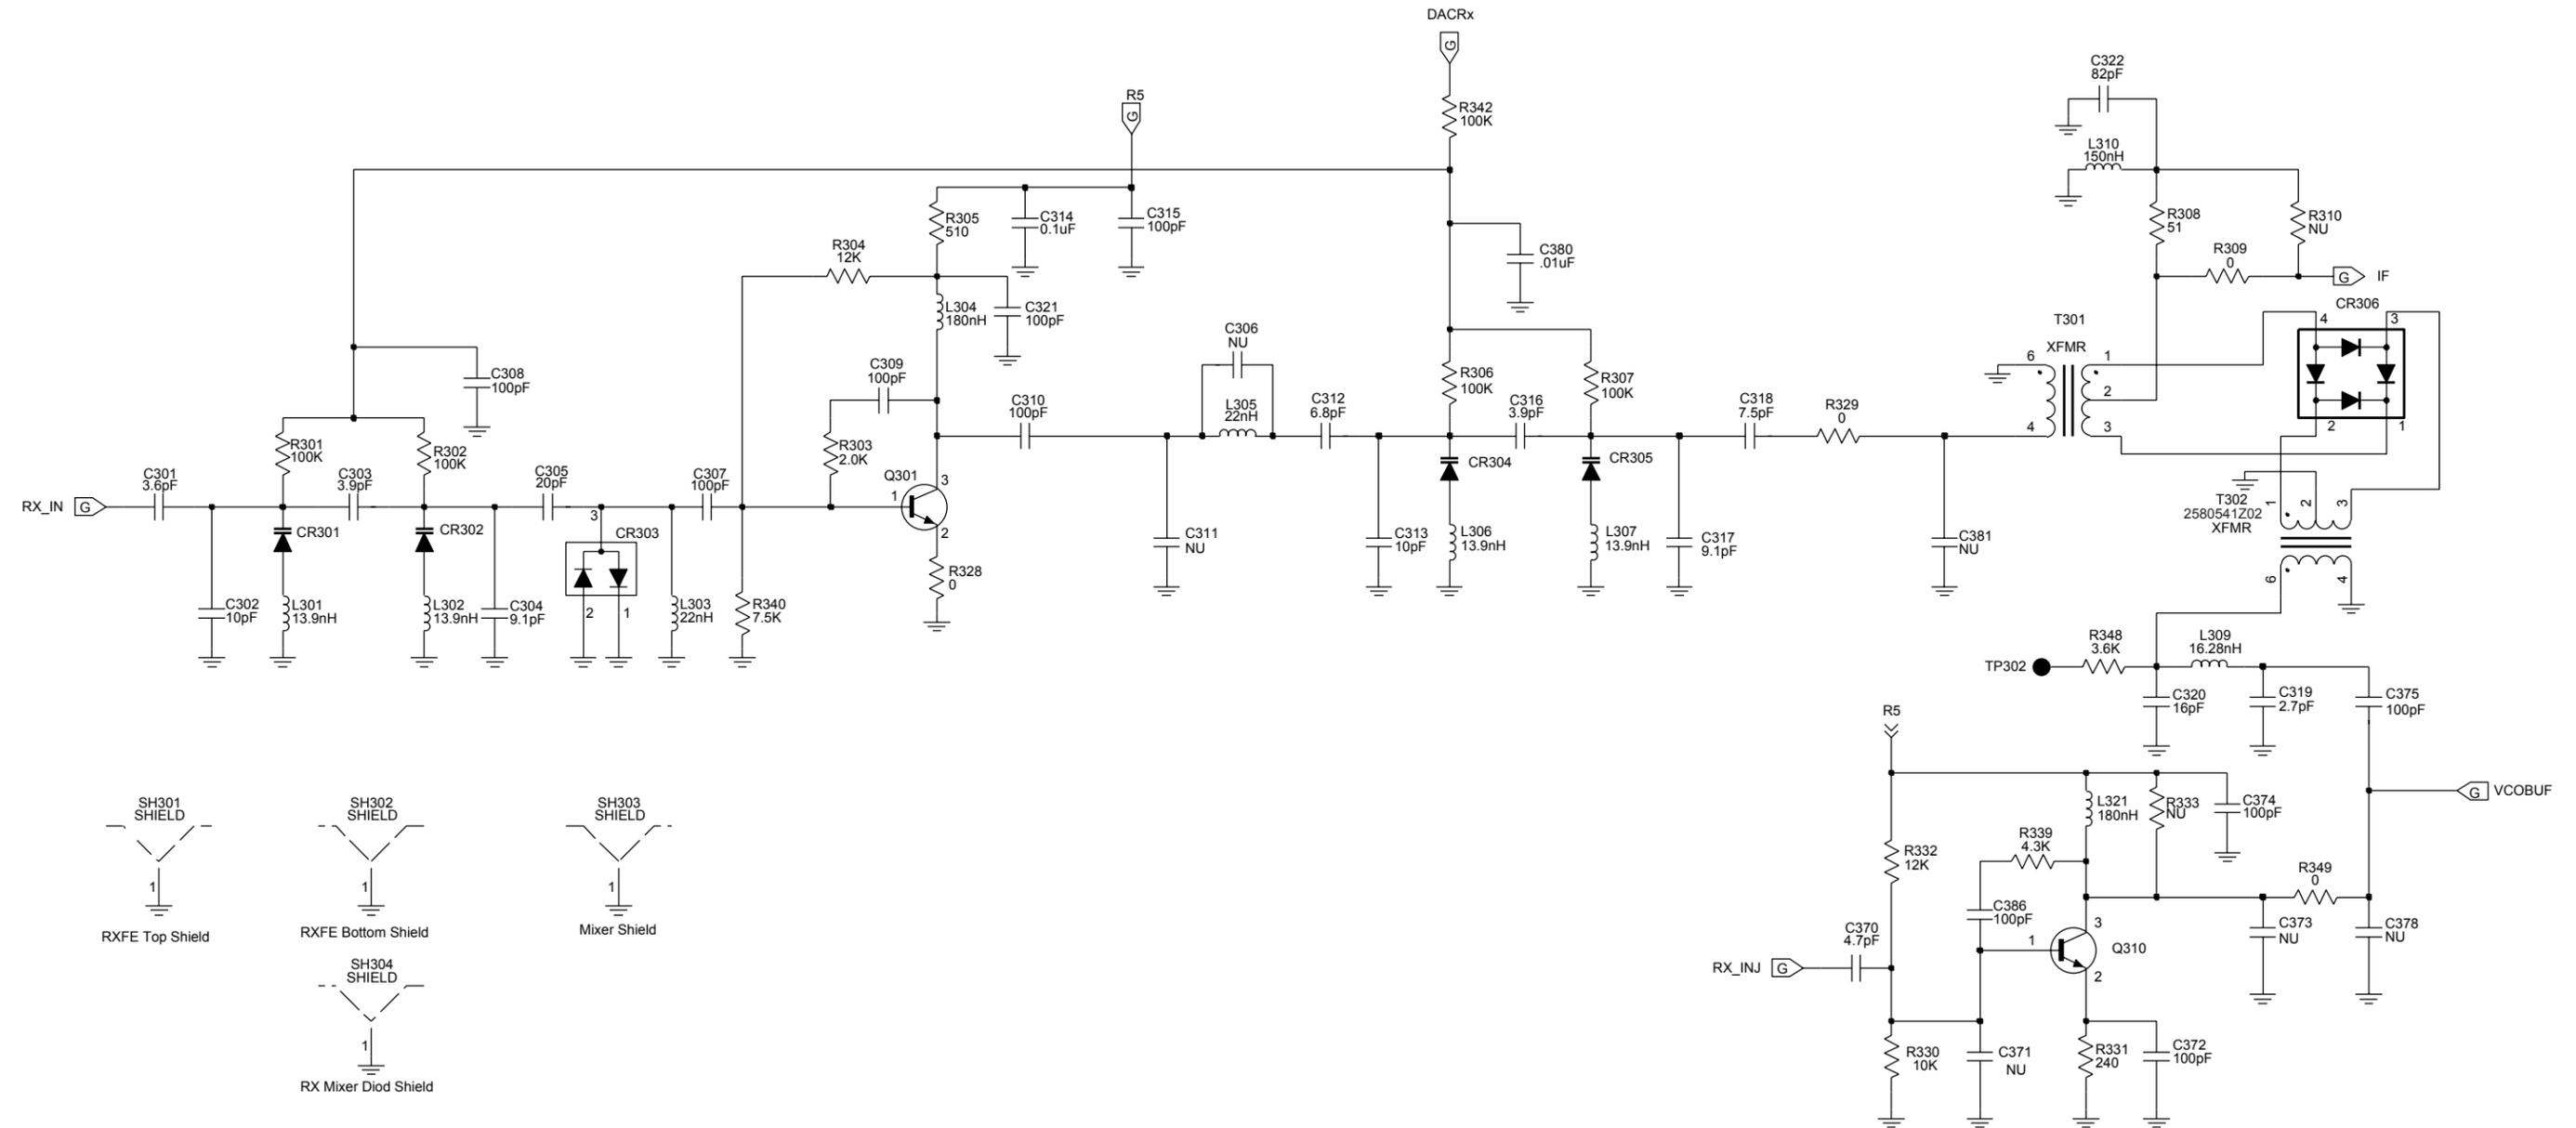 DACRx
G
R342
100K
R5
G
C322
82pF
L310
150nH
R308
51
R310
NU
R309
0
G
IF
R305
510
C314
0.1uF
C315
100pF
R304
12K
L304
180nH
C321
100pF
C380
.01uF
C308
100pF
C309
100pF
R303
2.0K
C310
100pF
C306
NU
L305
22nH
C312
6.8pF
R306
100K
C316
3.9pF
R307
100K
C318
7.5pF
R329
0
T301
XFMR
6
4
1
2
3
CR306
4
3
2
1
R301
100K
R302
100K
C301
3.6pF
C303
3.9pF
C305
20pF
C307
100pF
Q301
1
3
2
RX_IN
G
CR301
CR302
3
CR303
2
1
C302
10pF
L301
13.9nH
L302
13.9nH
C304
9.1pF
L303
22nH
R340
7.5K
R328
0
C311
NU
C313
10pF
CR304
L306
13.9nH
CR305
L307
13.9nH
C317
9.1pF
C381
NU
T302
2580541Z02
XFMR
1
2
3
6
4
TP302
R348
3.6K
L309
16.28nH
C320
16pF
C319
2.7pF
C375
100pF
R5
G
VCOBUF
L321
180nH
R333
NU
C374
100pF
R332
12K
R339
4.3K
R349
0
C386
100pF
C370
4.7pF
RX_INJ
G
1
3
Q310
2
C373
NU
C378
NU
R330
10K
C371
NU
R331
240
C372
100pF
SH301
SHIELD
1
RXFE Top Shield
SH302
SHIELD
1
RXFE Bottom Shield
SH303
SHIELD
1
Mixer Shield
SH304
SHIELD
1
RX Mixer Diod Shield